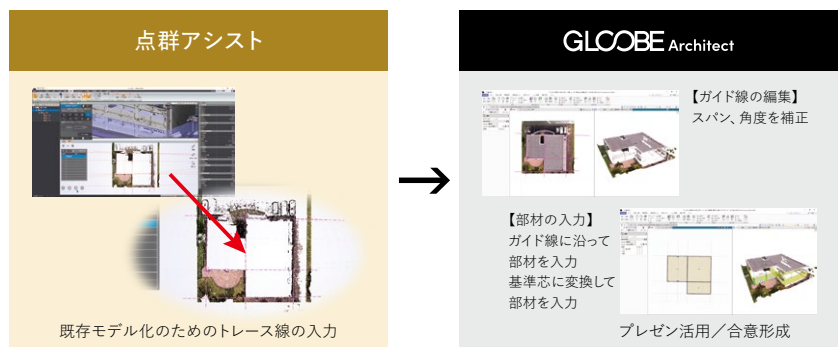 点群アシスト
既存モデル化のためのトレース線の入力
GLOOBE Architect
【ガイド線の編集】
スパン、角度を補正
【部材の入力】
ガイド線に沿って
部材を入力
基準芯に変換して
部材を入力
プレゼン活用／合意形成